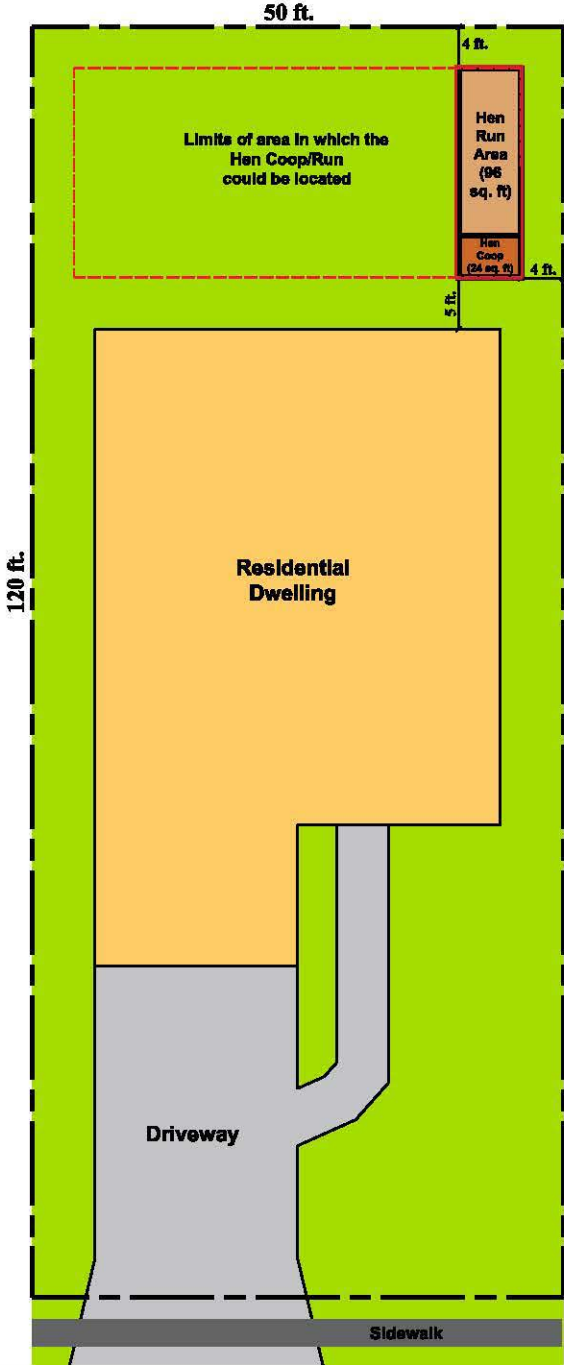 50 ft.
4 ft.
Limits of area in which the
Hen Coop/Run
could be located
Hen
Run
Area
(96
sq. ft)
Hen
Coop
(24 sq. ft)
4 ft.
5 ft.
120 ft.
Residential
Dwelling
Driveway
Sidewalk